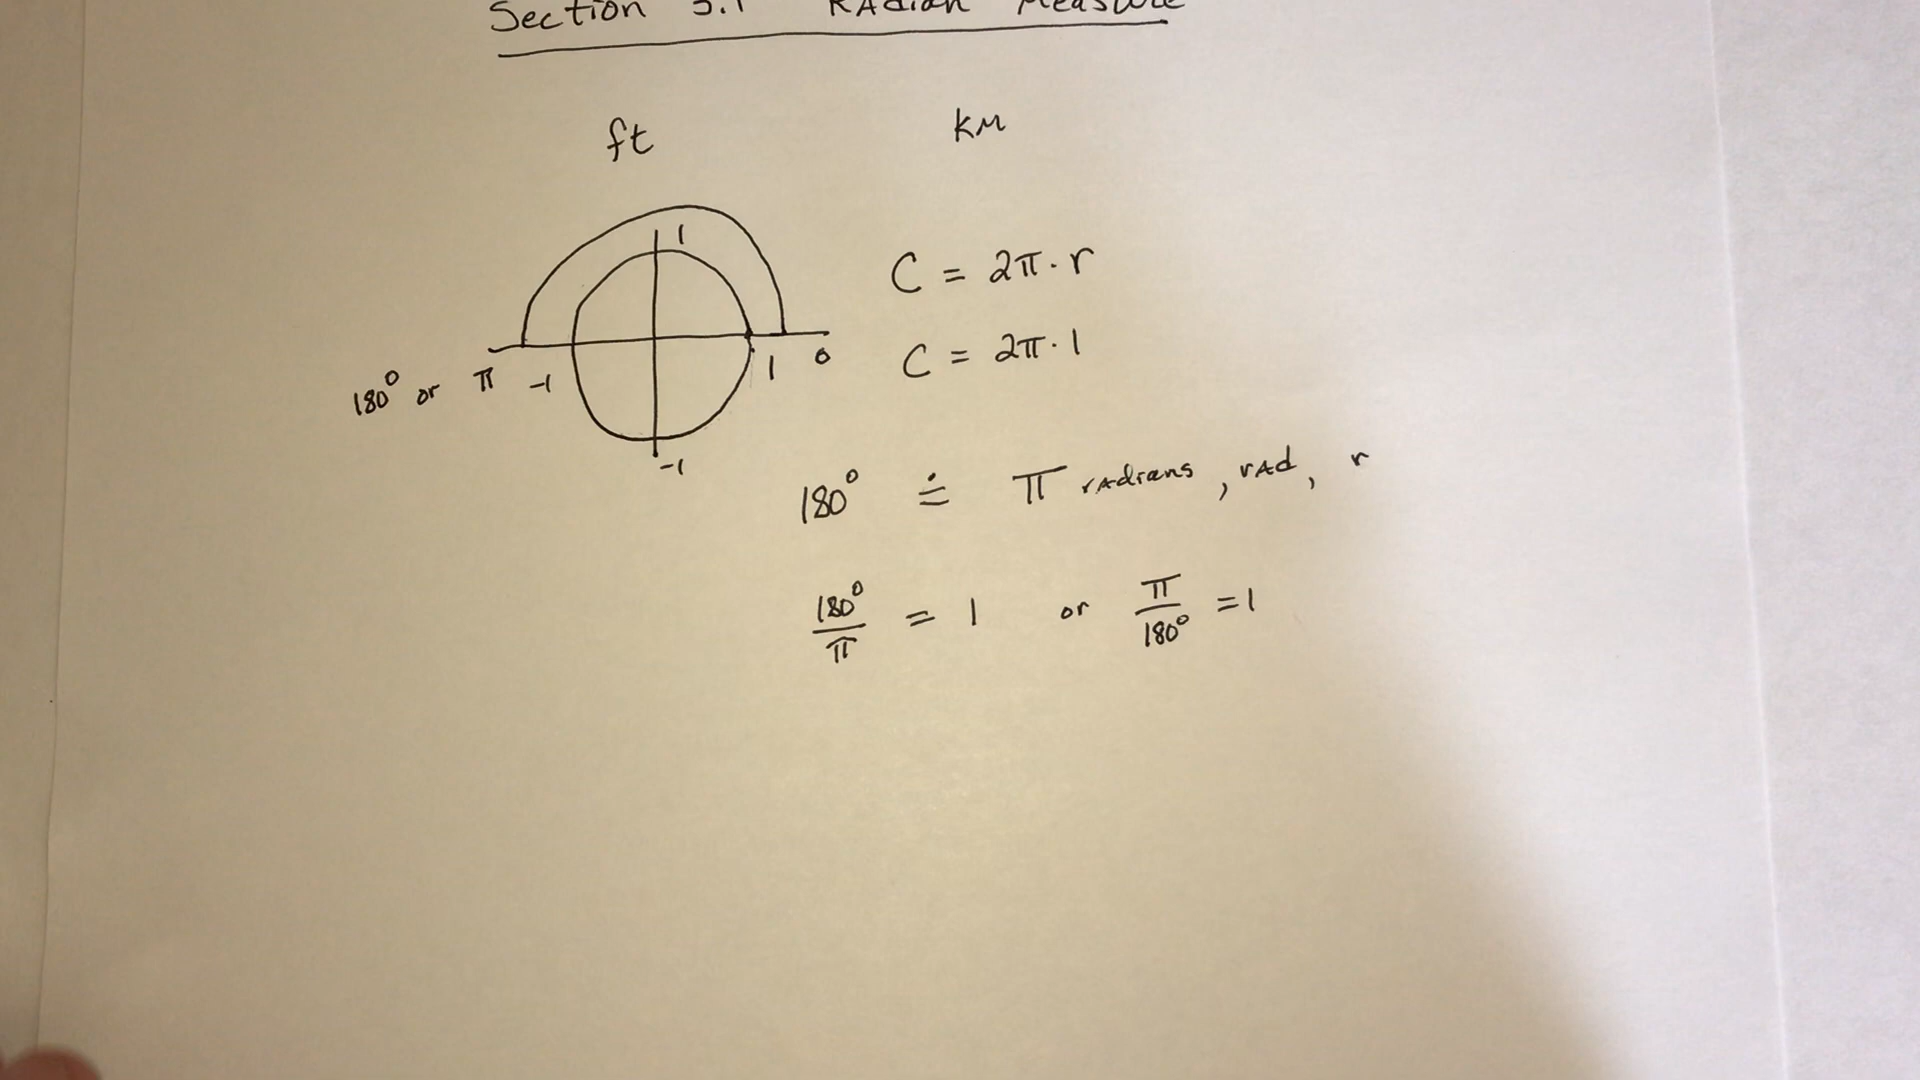 Section 3.1 Radian Measure
ft km
1
C = 2π · r
C = 2π · 1
180° or π -1 1 0
-1
180° ≐ π radians, rad, r
180°/π = 1 or π/180° = 1